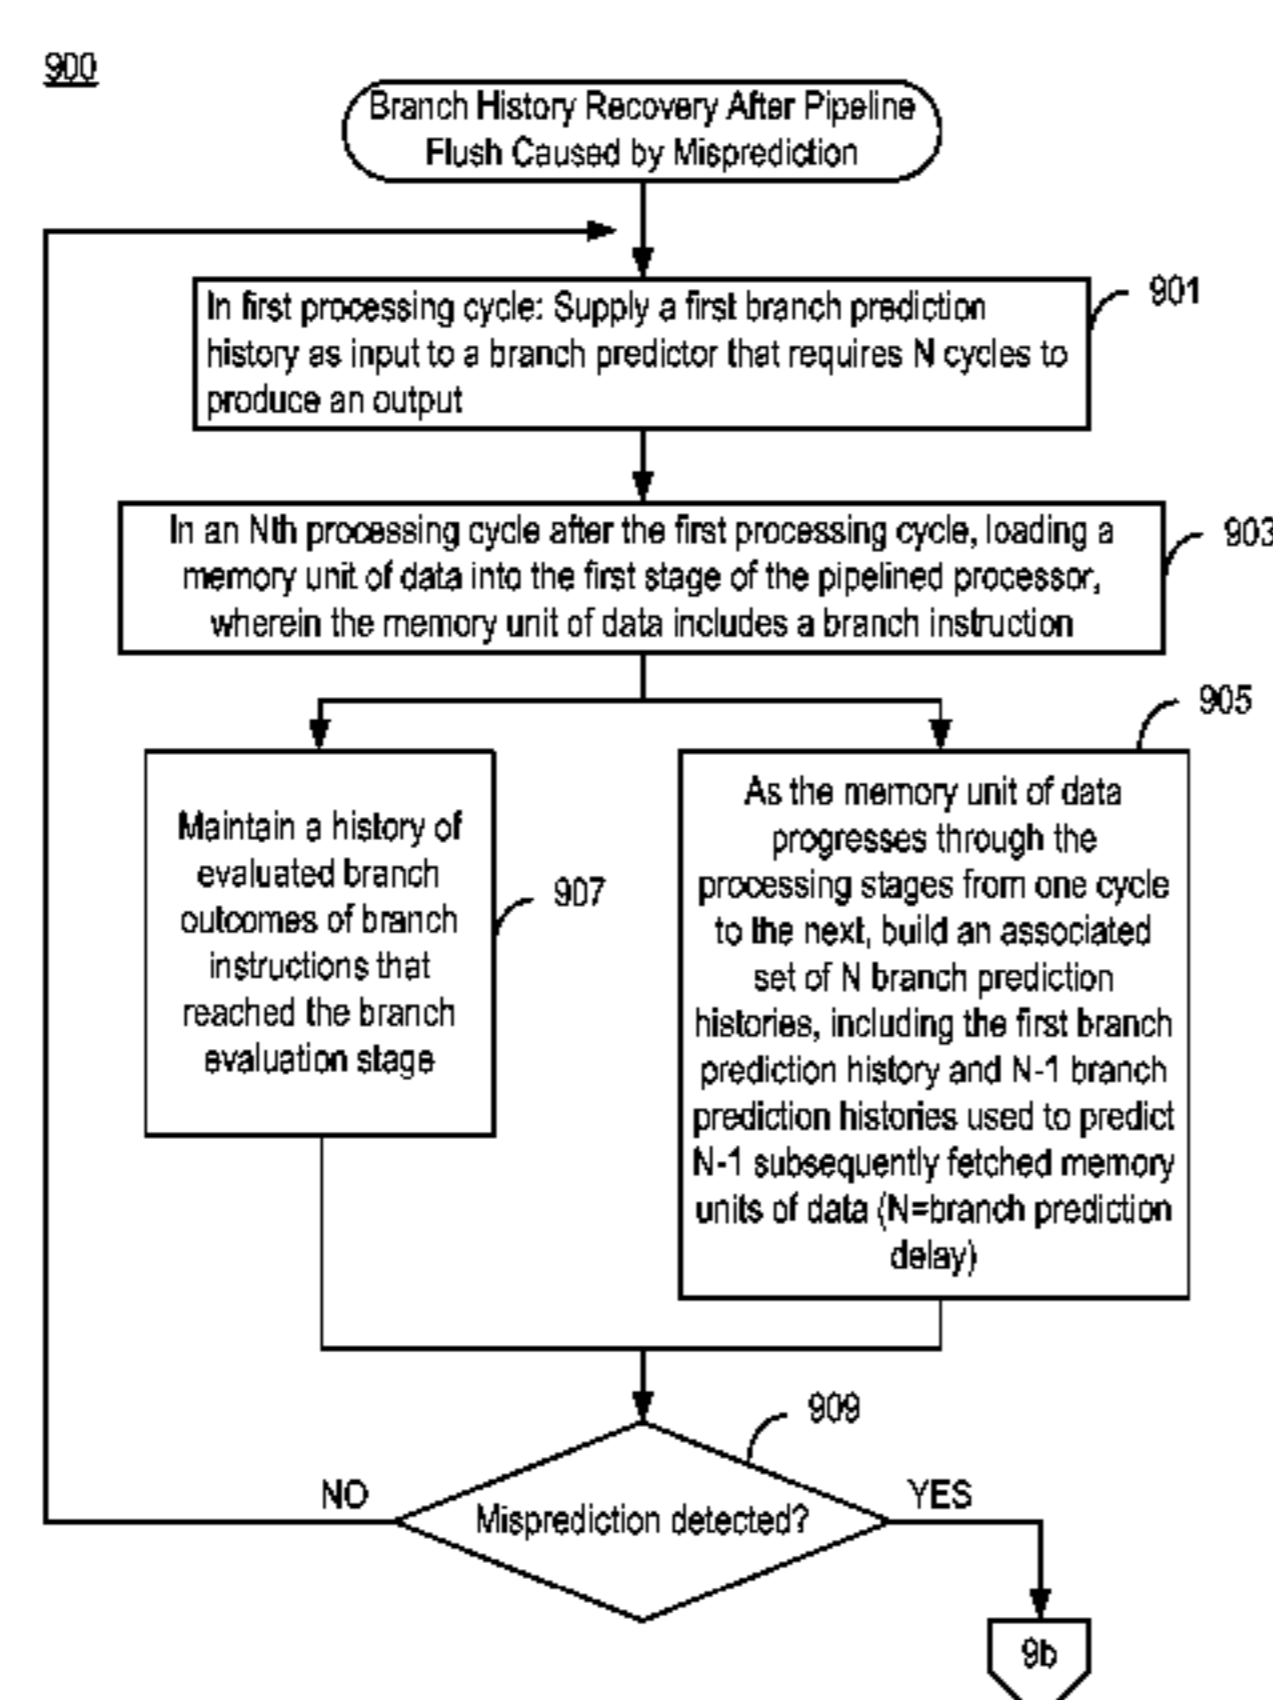 900
Branch History Recovery After Pipeline
Flush Caused by Misprediction
901
In first processing cycle: Supply a first branch prediction
history as input to a branch predictor that requires N cycles to
produce an output
903
In an Nth processing cycle after the first processing cycle, loading a
memory unit of data into the first stage of the pipelined processor,
wherein the memory unit of data includes a branch instruction
907
Maintain a history of
evaluated branch
outcomes of branch
instructions that
reached the branch
evaluation stage
905
As the memory unit of data
progresses through the
processing stages from one cycle
to the next, build an associated
set of N branch prediction
histories, including the first branch
prediction history and N-1 branch
prediction histories used to predict
N-1 subsequently fetched memory
units of data (N=branch prediction
delay)
909
NO
Misprediction detected?
YES
9b